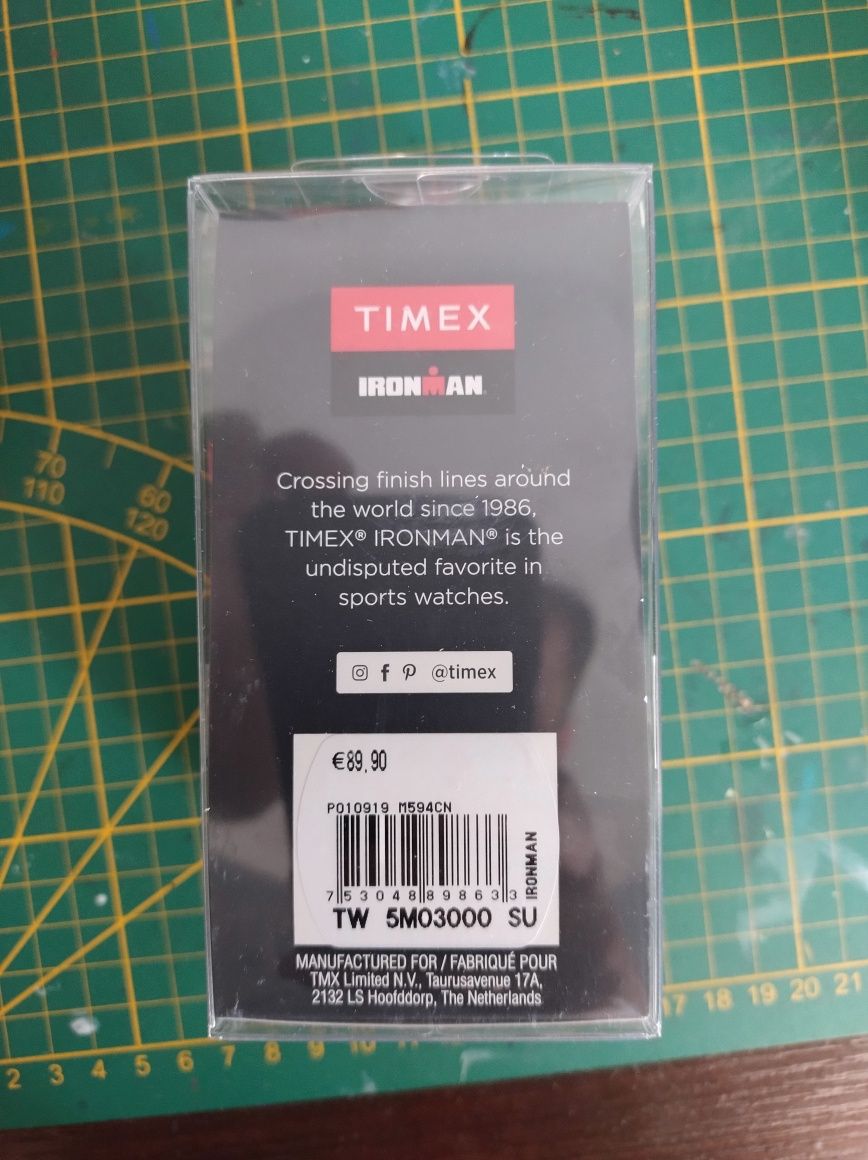 TIMEX
IRONMAN
Crossing finish lines around
the world since 1986,
TIMEX® IRONMAN® is the
undisputed favorite in
sports watches.
@timex
€89,90
P010919 M594CN
IRONMAN
7 53048 89863 3
TW 5M03000 SU
MANUFACTURED FOR / FABRIQUÉ POUR
TMX Limited N.V., Taurusavenue 17A,
2132 LS Hoofddorp, The Netherlands
70
110
60
120
17 18 19 20 21
2 3 4 5 6 7 8 9 10 11